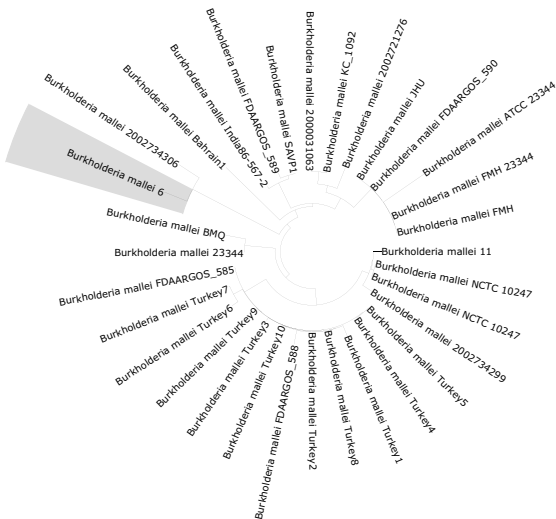 Burkholderia mallei 6
Burkholderia mallei 2002734306
Burkholderia mallei Bahrain1
Burkholderia mallei India86-567-2
Burkholderia mallei FDAARGOS_589
Burkholderia mallei SAVP1
Burkholderia mallei 2000031063
Burkholderia mallei KC_1092
Burkholderia mallei 2002721276
Burkholderia mallei JHU
Burkholderia mallei FDAARGOS_590
Burkholderia mallei ATCC 23344
Burkholderia mallei FMH 23344
Burkholderia mallei FMH
Burkholderia mallei 11
Burkholderia mallei NCTC 10247
Burkholderia mallei NCTC 10247
Burkholderia mallei 2002734299
Burkholderia mallei Turkey5
Burkholderia mallei Turkey4
Burkholderia mallei Turkey1
Burkholderia mallei Turkey8
Burkholderia mallei Turkey2
Burkholderia mallei FDAARGOS_588
Burkholderia mallei Turkey10
Burkholderia mallei Turkey3
Burkholderia mallei Turkey9
Burkholderia mallei Turkey6
Burkholderia mallei Turkey7
Burkholderia mallei FDAARGOS_585
Burkholderia mallei 23344
Burkholderia mallei BMQ